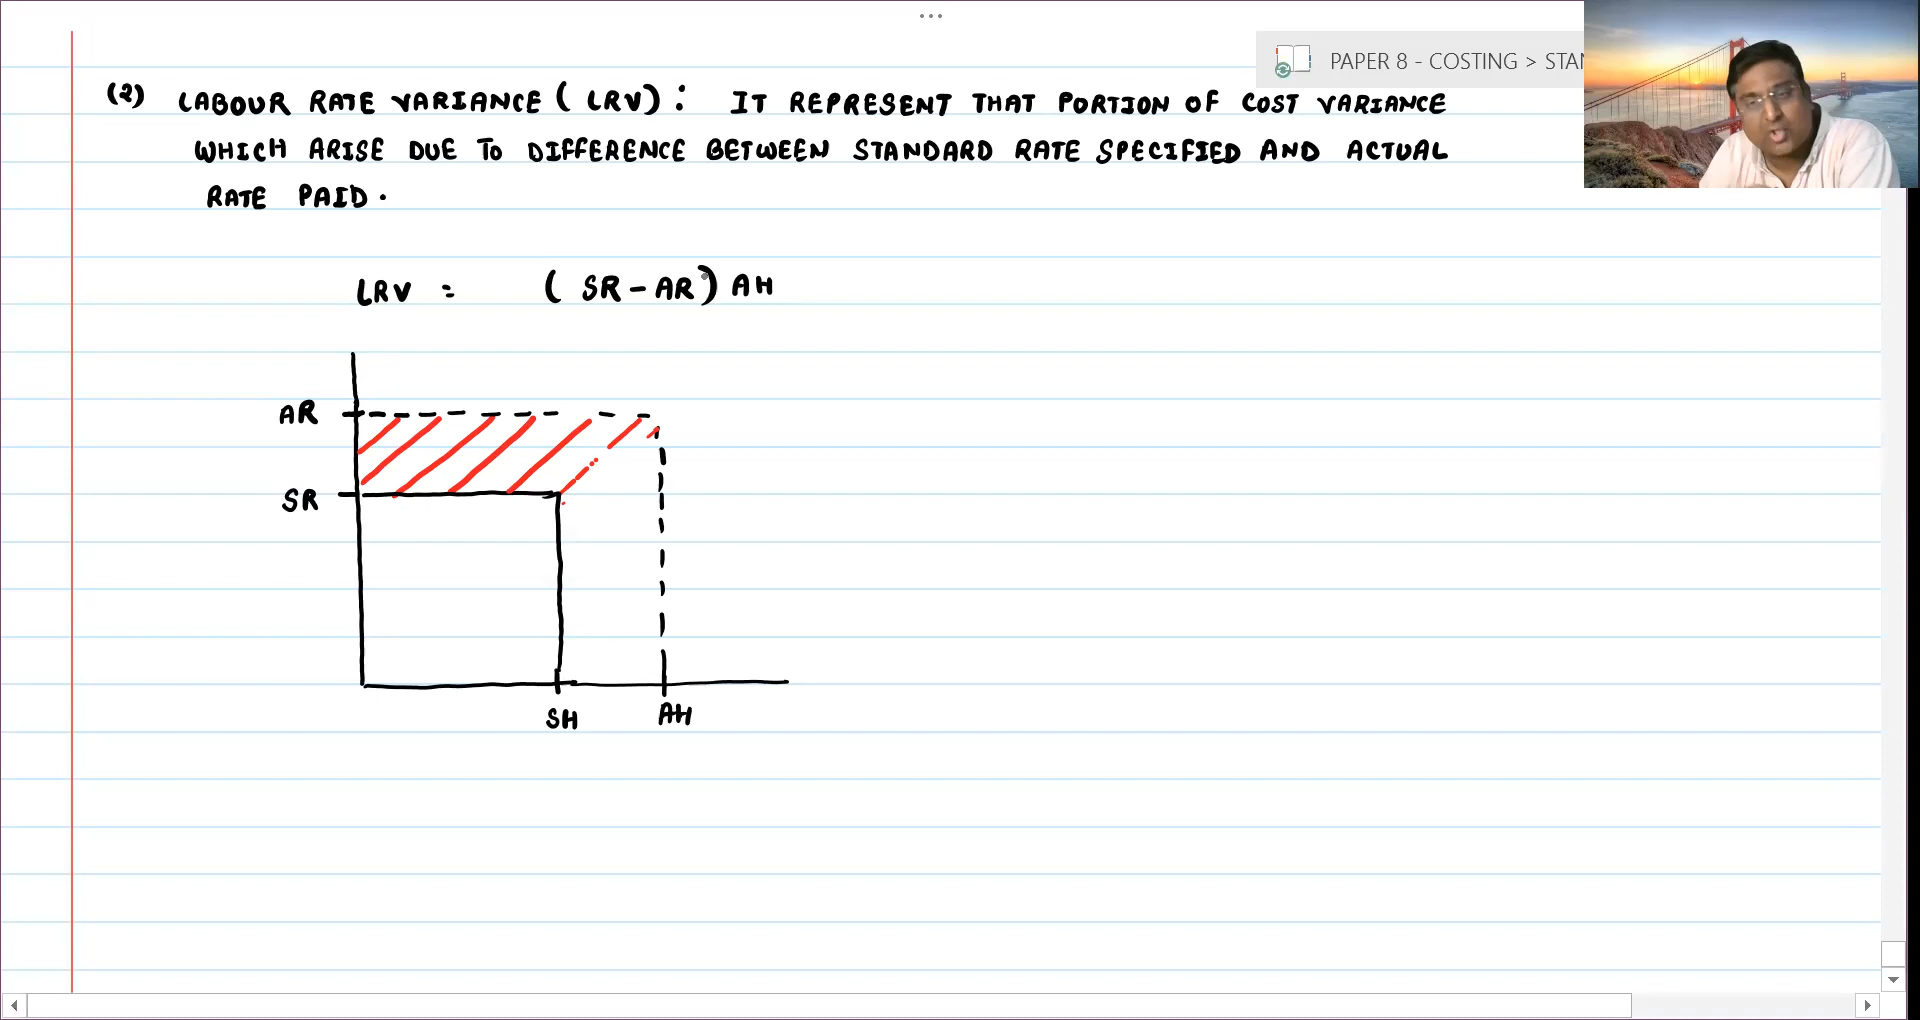 PAPER 8 - COSTING > STAN
(2) LABOUR RATE VARIANCE (LRV): IT REPRESENT THAT PORTION OF COST VARIANCE
WHICH ARISE DUE TO DIFFERENCE BETWEEN STANDARD RATE SPECIFIED AND ACTUAL
RATE PAID.
LRV = (SR - AR) AH
AR
SR
SH AH